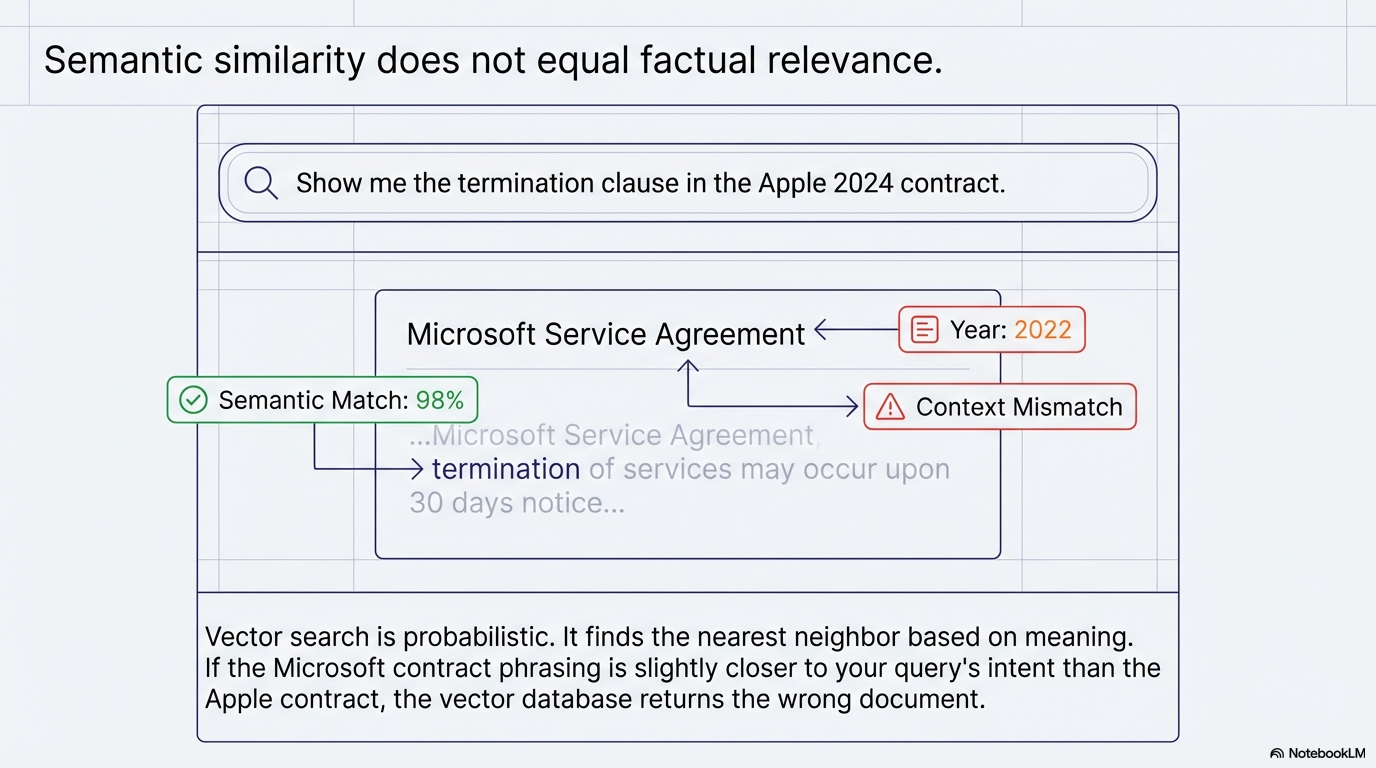 Semantic similarity does not equal factual relevance.
Show me the termination clause in the Apple 2024 contract.
Microsoft Service Agreement
Year: 2022
Semantic Match: 98%
Context Mismatch
...Microsoft Service Agreement,
termination of services may occur upon
30 days notice...
Vector search is probabilistic. It finds the nearest neighbor based on meaning.
If the Microsoft contract phrasing is slightly closer to your query's intent than the
Apple contract, the vector database returns the wrong document.
NotebookLM